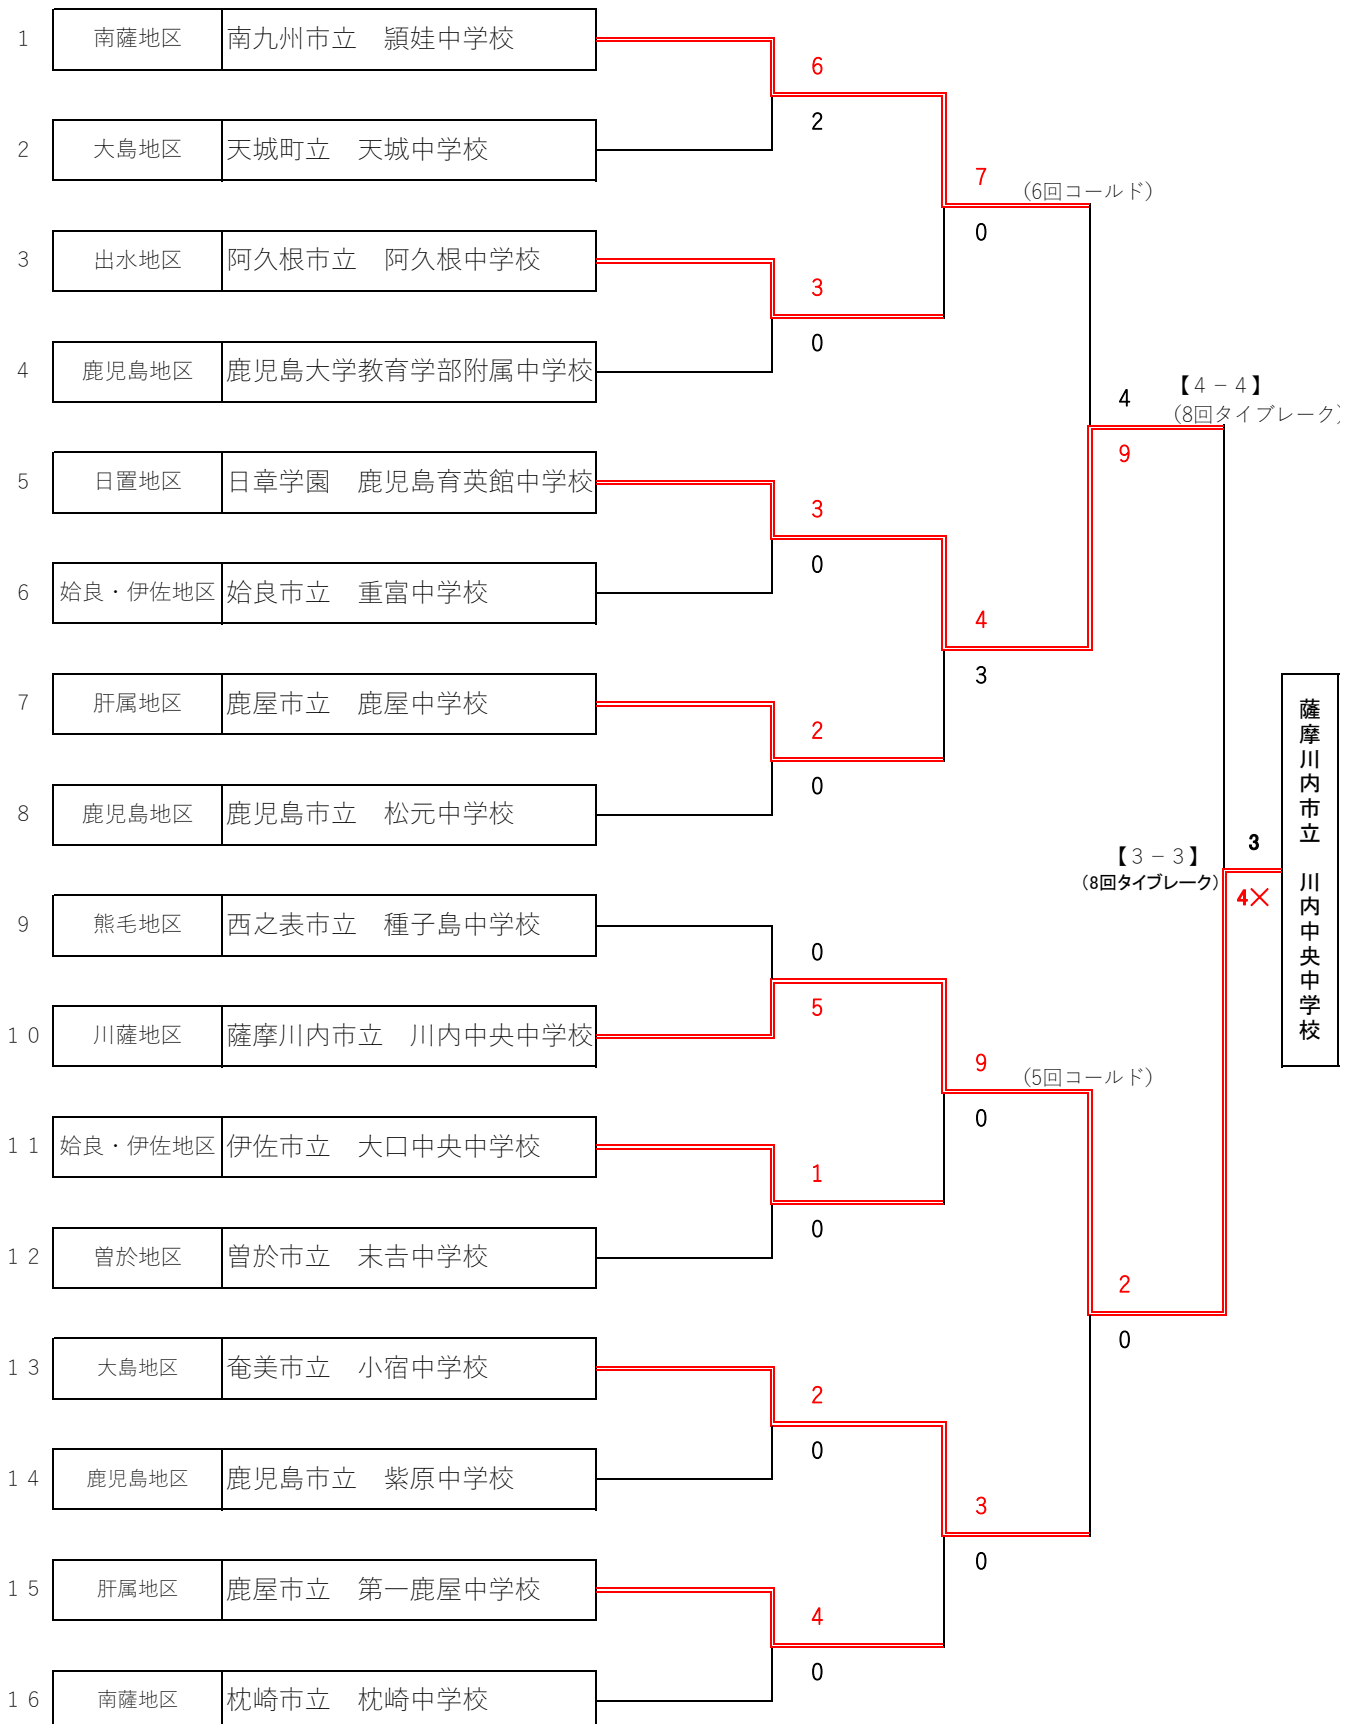 1 南薩地区 南九州市立　頴娃中学校
6
2
2 大島地区 天城町立　天城中学校
7 (6回コールド)
0
3 出水地区 阿久根市立　阿久根中学校
3
0
4 鹿児島地区 鹿児島大学教育学部附属中学校
4 【4－4】
(8回タイブレーク)
9
5 日置地区 日章学園　鹿児島育英館中学校
3
0
6 姶良・伊佐地区 姶良市立　重富中学校
4
3
7 肝属地区 鹿屋市立　鹿屋中学校
2
0
8 鹿児島地区 鹿児島市立　松元中学校
【3－3】 3
(8回タイブレーク) 4×
薩摩川内市立　川内中央中学校
9 熊毛地区 西之表市立　種子島中学校
0
5
10 川薩地区 薩摩川内市立　川内中央中学校
9 (5回コールド)
0
11 姶良・伊佐地区 伊佐市立　大口中央中学校
1
0
12 曽於地区 曽於市立　末吉中学校
2
0
13 大島地区 奄美市立　小宿中学校
2
0
14 鹿児島地区 鹿児島市立　紫原中学校
3
0
15 肝属地区 鹿屋市立　第一鹿屋中学校
4
0
16 南薩地区 枕崎市立　枕崎中学校